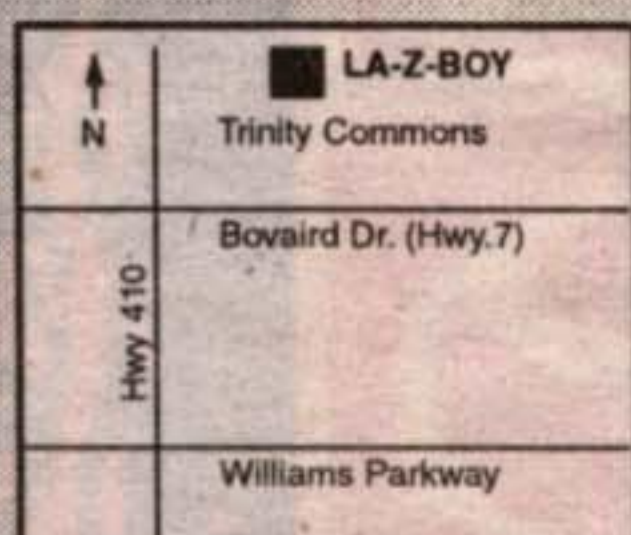 LA-Z-BOY
N
Trinity Commons
Bovaird Dr. (Hwy.7)
Hwy 410
Williams Parkway